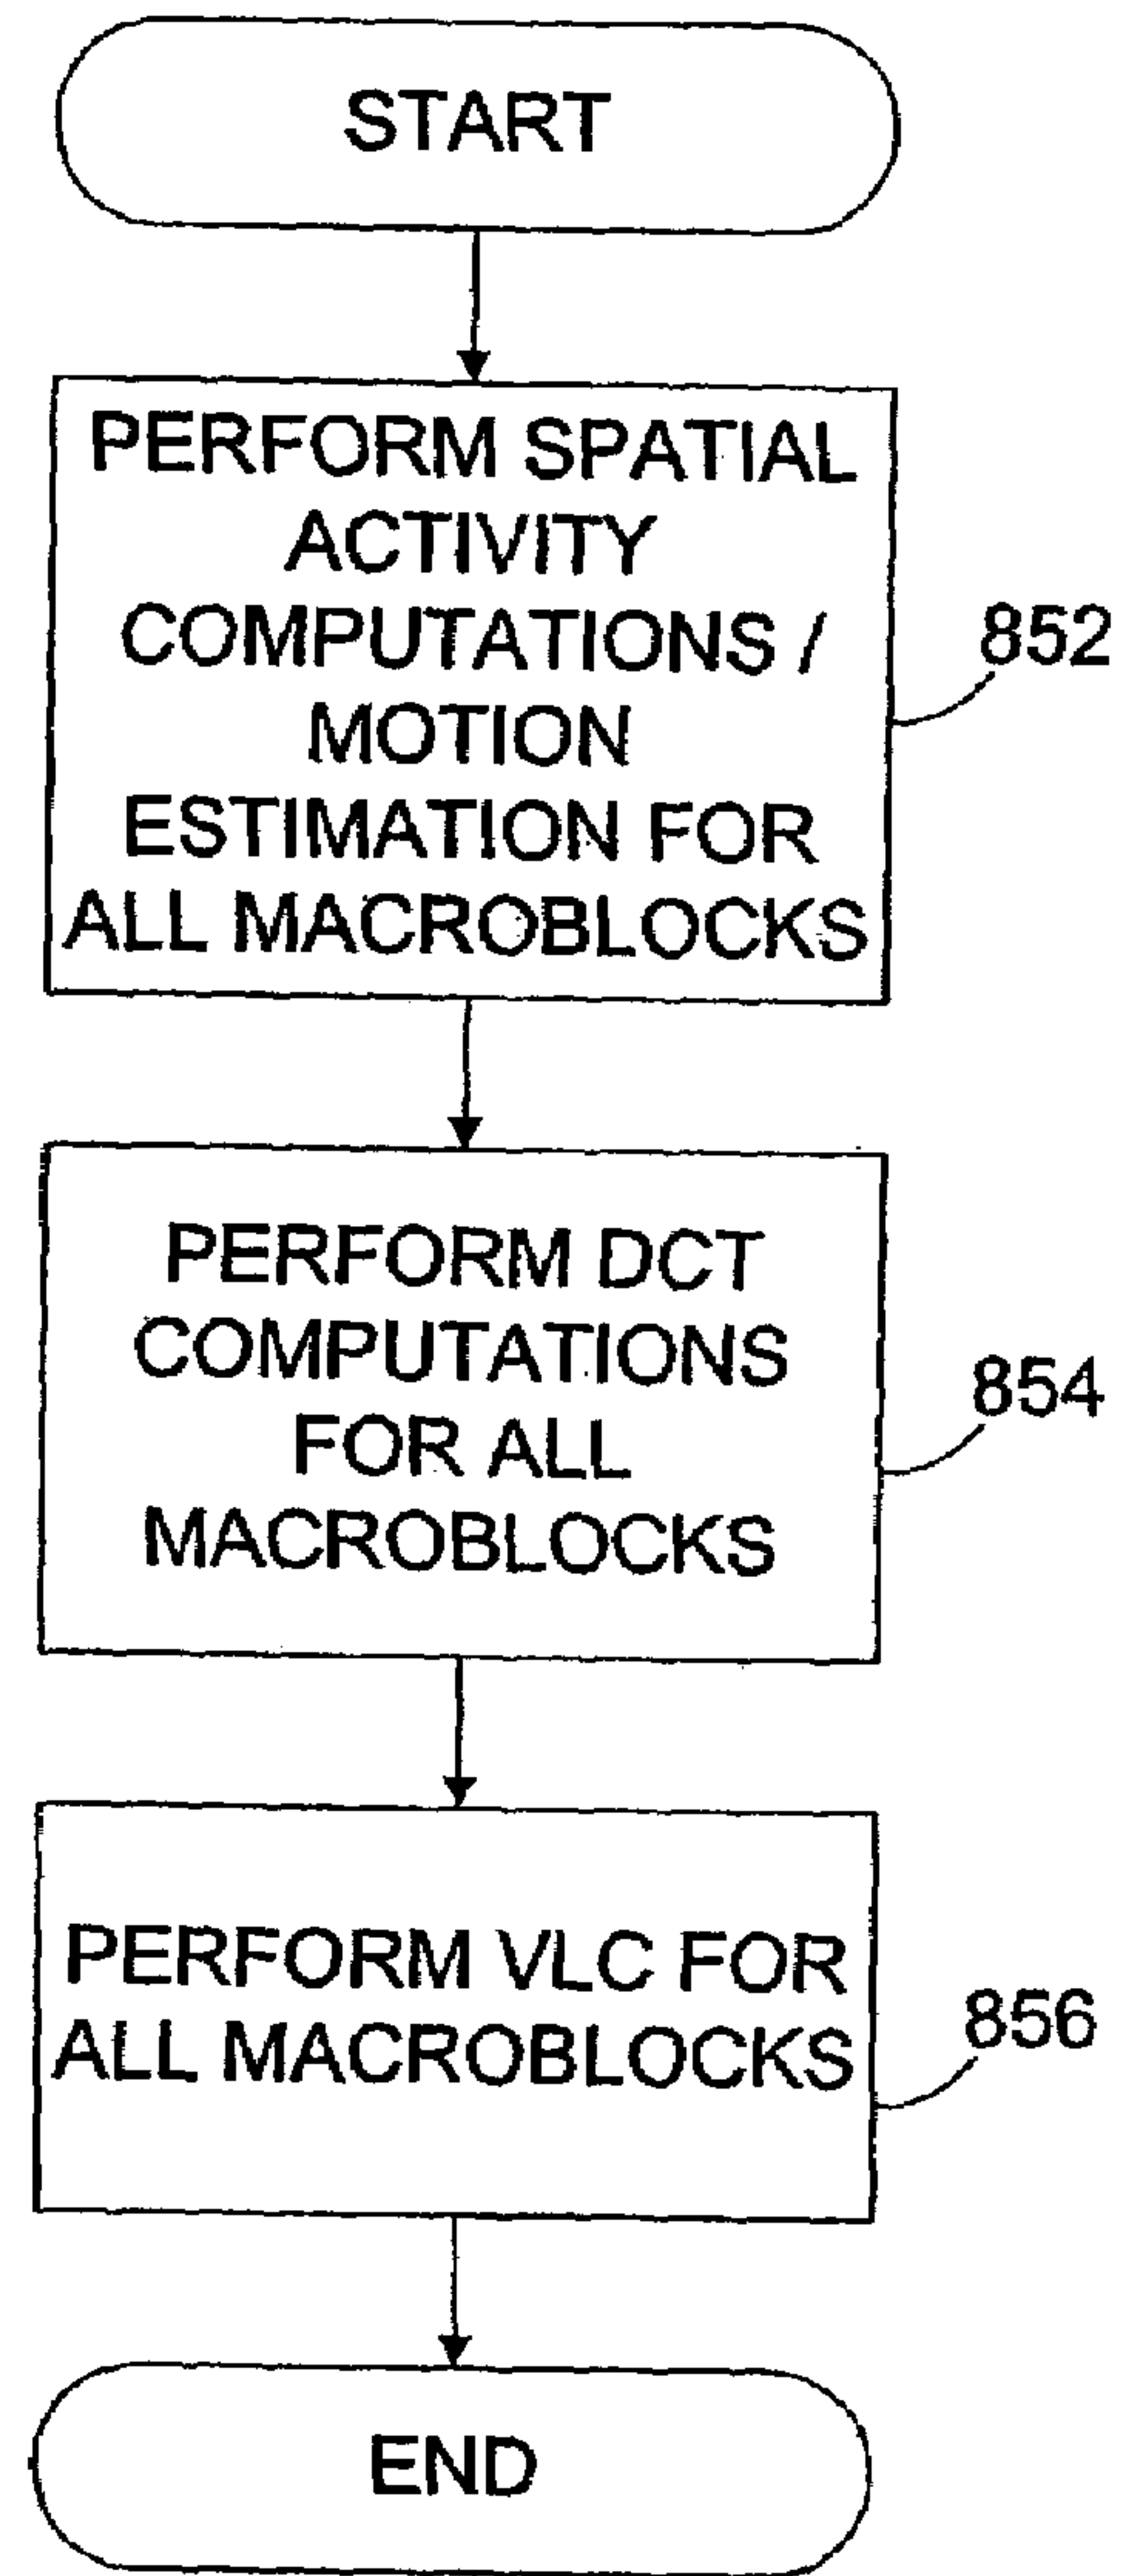 START
PERFORM SPATIAL
ACTIVITY
COMPUTATIONS /
MOTION
ESTIMATION FOR
ALL MACROBLOCKS
852
PERFORM DCT
COMPUTATIONS
FOR ALL
MACROBLOCKS
854
PERFORM VLC FOR
ALL MACROBLOCKS
856
END